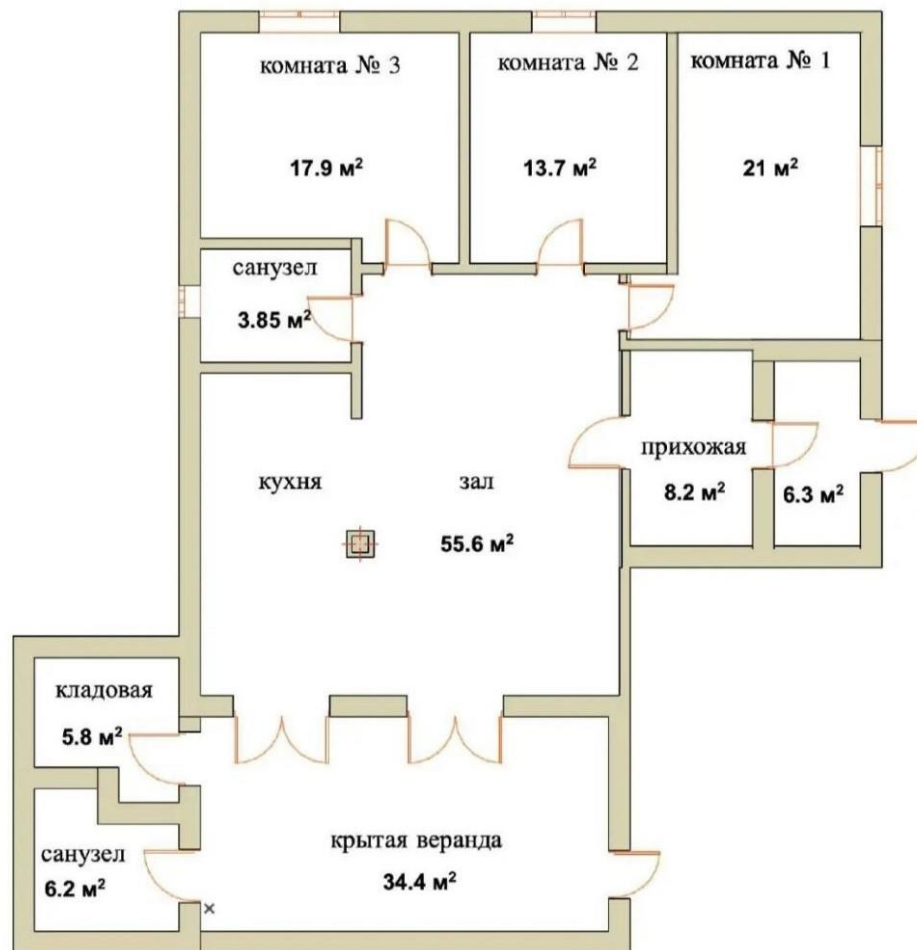 комната № 3
17.9 м²
комната № 2
13.7 м²
комната № 1
21 м²
санузел
3.85 м²
кухня
зал
55.6 м²
прихожая
8.2 м²
6.3 м²
кладовая
5.8 м²
санузел
6.2 м²
крытая веранда
34.4 м²